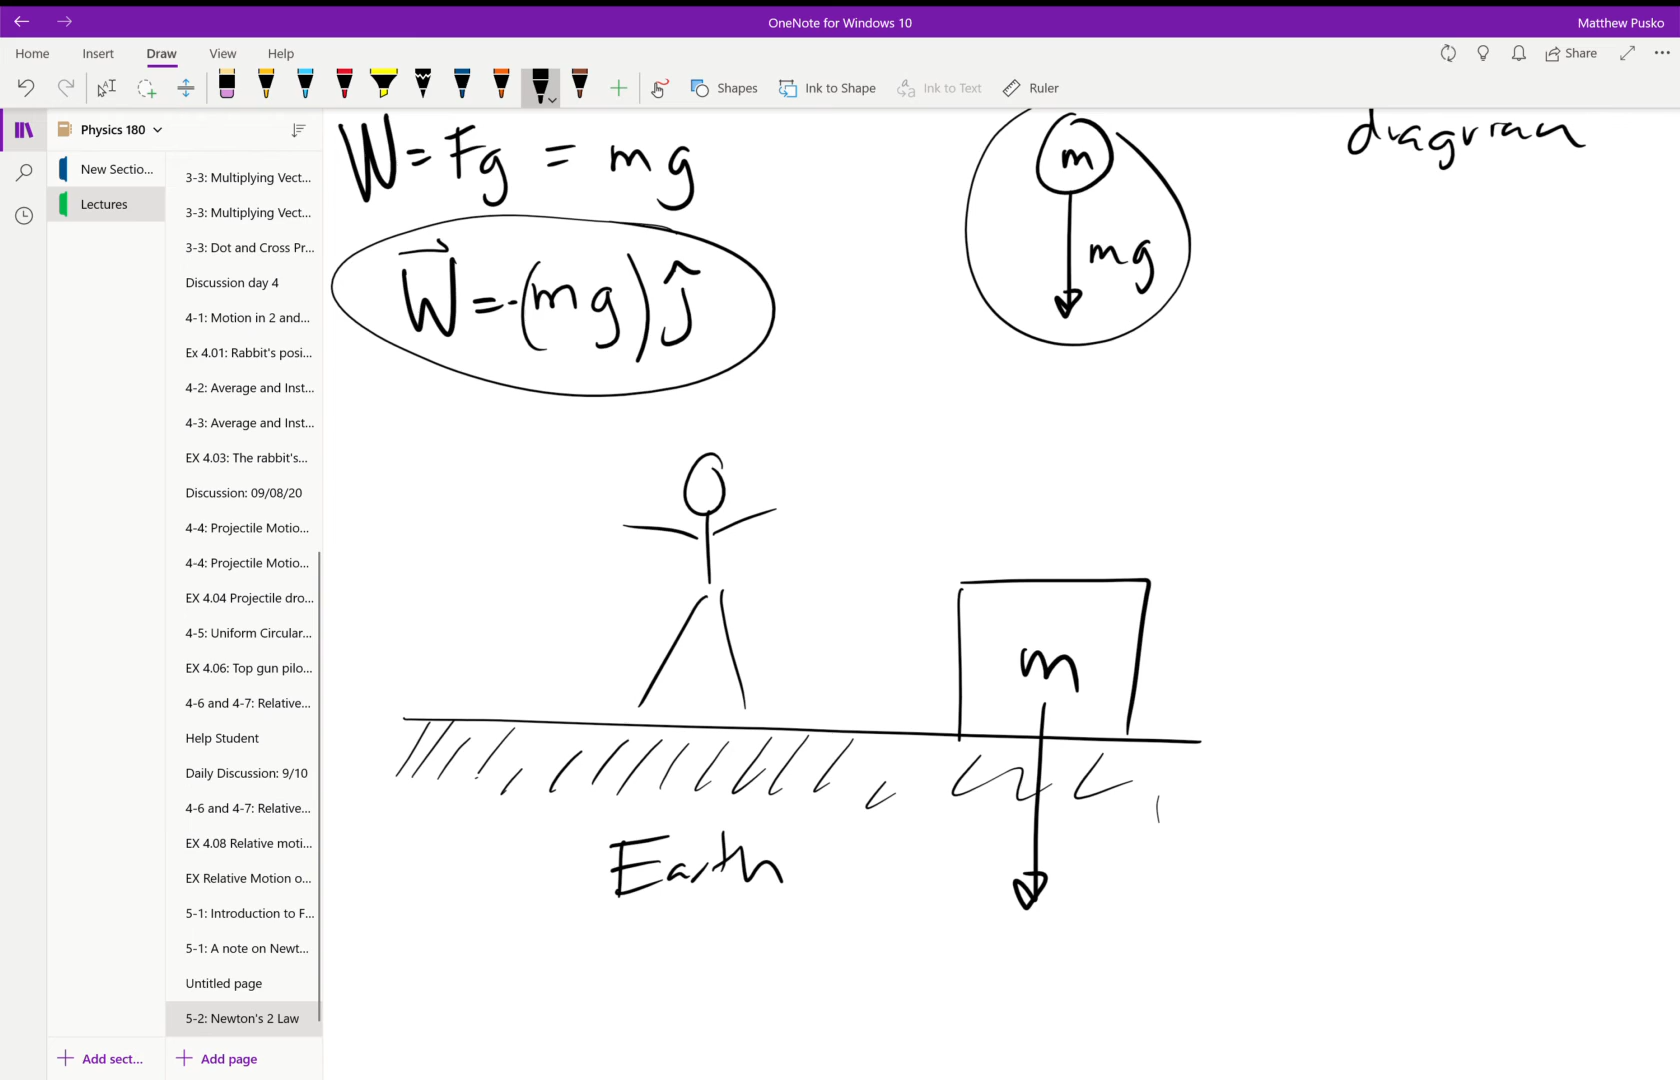 OneNote for Windows 10
Matthew Pusko
Home Insert Draw View Help
Share
Shapes Ink to Shape Ink to Text Ruler
Physics 180
New Sectio...
Lectures
3-3: Multiplying Vect...
3-3: Multiplying Vect...
3-3: Dot and Cross Pr...
Discussion day 4
4-1: Motion in 2 and...
Ex 4.01: Rabbit's posi...
4-2: Average and Inst...
4-3: Average and Inst...
EX 4.03: The rabbit's...
Discussion: 09/08/20
4-4: Projectile Motio...
4-4: Projectile Motio...
EX 4.04 Projectile dro...
4-5: Uniform Circular...
EX 4.06: Top gun pilo...
4-6 and 4-7: Relative...
Help Student
Daily Discussion: 9/10
4-6 and 4-7: Relative...
EX 4.08 Relative moti...
EX Relative Motion o...
5-1: Introduction to F...
5-1: A note on Newt...
Untitled page
5-2: Newton's 2 Law
Add sect...
Add page
W = Fg = mg
W⃗ = -(mg) ĵ
m
mg
diagram
m
Earth